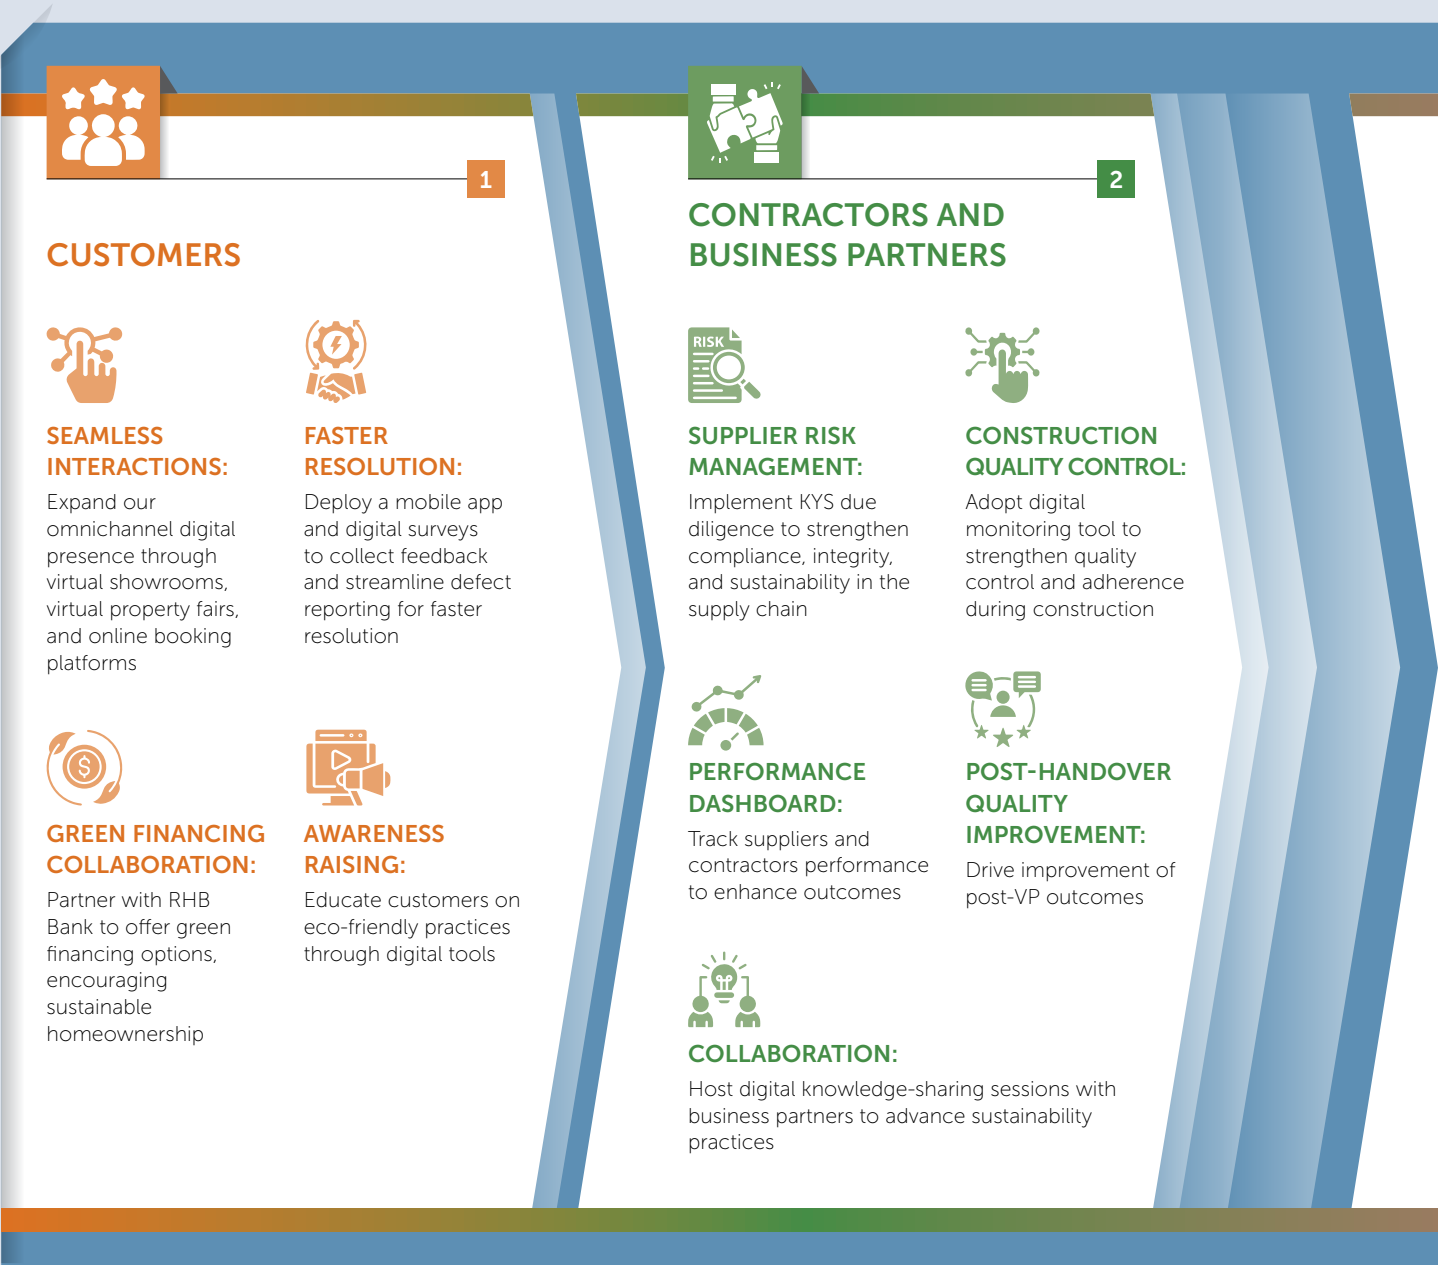 1
CUSTOMERS
SEAMLESS
INTERACTIONS:
Expand our
omnichannel digital
presence through
virtual showrooms,
virtual property fairs,
and online booking
platforms
FASTER
RESOLUTION:
Deploy a mobile app
and digital surveys
to collect feedback
and streamline defect
reporting for faster
resolution
$
GREEN FINANCING
COLLABORATION:
Partner with RHB
Bank to offer green
financing options,
encouraging
sustainable
homeownership
AWARENESS
RAISING:
Educate customers on
eco-friendly practices
through digital tools
2
CONTRACTORS AND
BUSINESS PARTNERS
RISK
SUPPLIER RISK
MANAGEMENT:
Implement KYS due
diligence to strengthen
compliance, integrity,
and sustainability in the
supply chain
CONSTRUCTION
QUALITY CONTROL:
Adopt digital
monitoring tool to
strengthen quality
control and adherence
during construction
PERFORMANCE
DASHBOARD:
Track suppliers and
contractors performance
to enhance outcomes
POST-HANDOVER
QUALITY
IMPROVEMENT:
Drive improvement of
post-VP outcomes
COLLABORATION:
Host digital knowledge-sharing sessions with
business partners to advance sustainability
practices